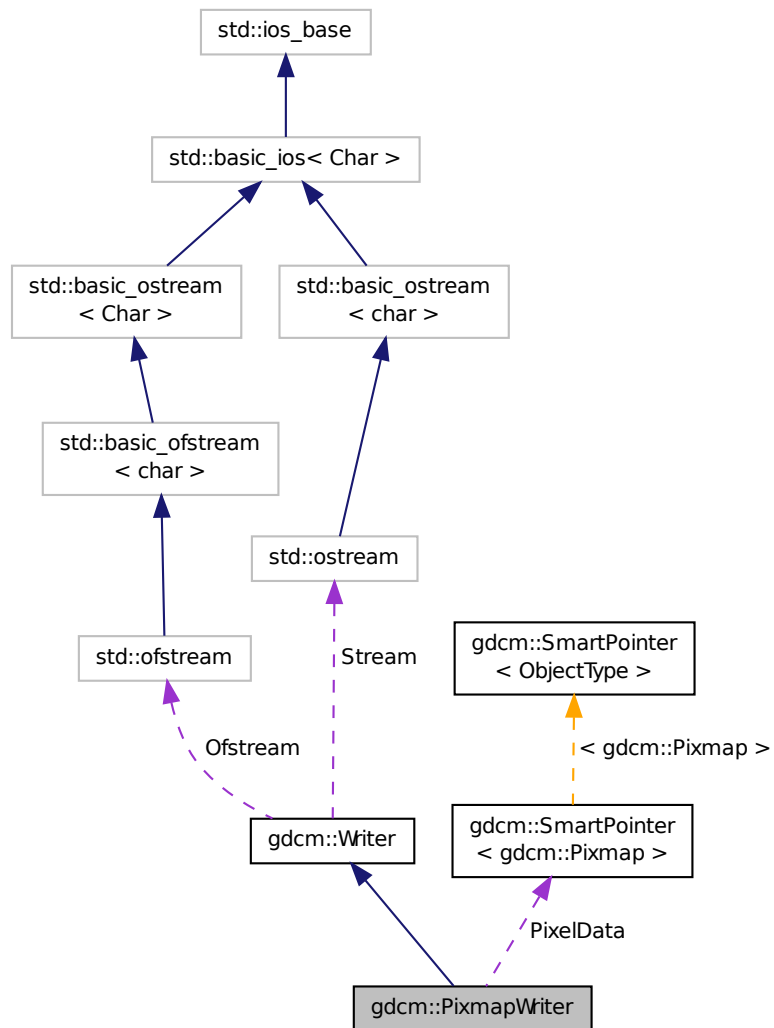 std::ios_base
std::basic_ios< Char >
std::basic_ostream
< Char >
std::basic_ostream
< char >
std::basic_ofstream
< char >
std::ostream
std::ofstream
gdcm::SmartPointer
< ObjectType >
Stream
Ofstream
< gdcm::Pixmap >
gdcm::Writer
gdcm::SmartPointer
< gdcm::Pixmap >
PixelData
gdcm::PixmapWriter